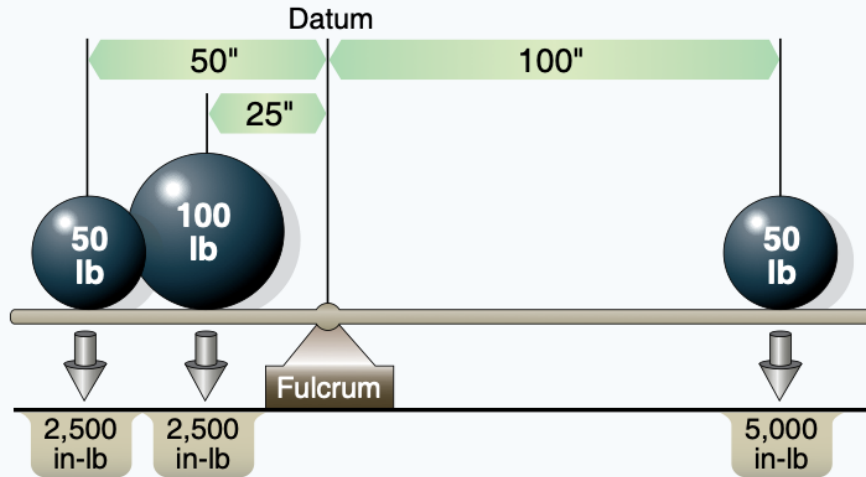 Datum
50"
100"
25"
50
lb
100
lb
50
lb
Fulcrum
2,500
in-lb
2,500
in-lb
5,000
in-lb